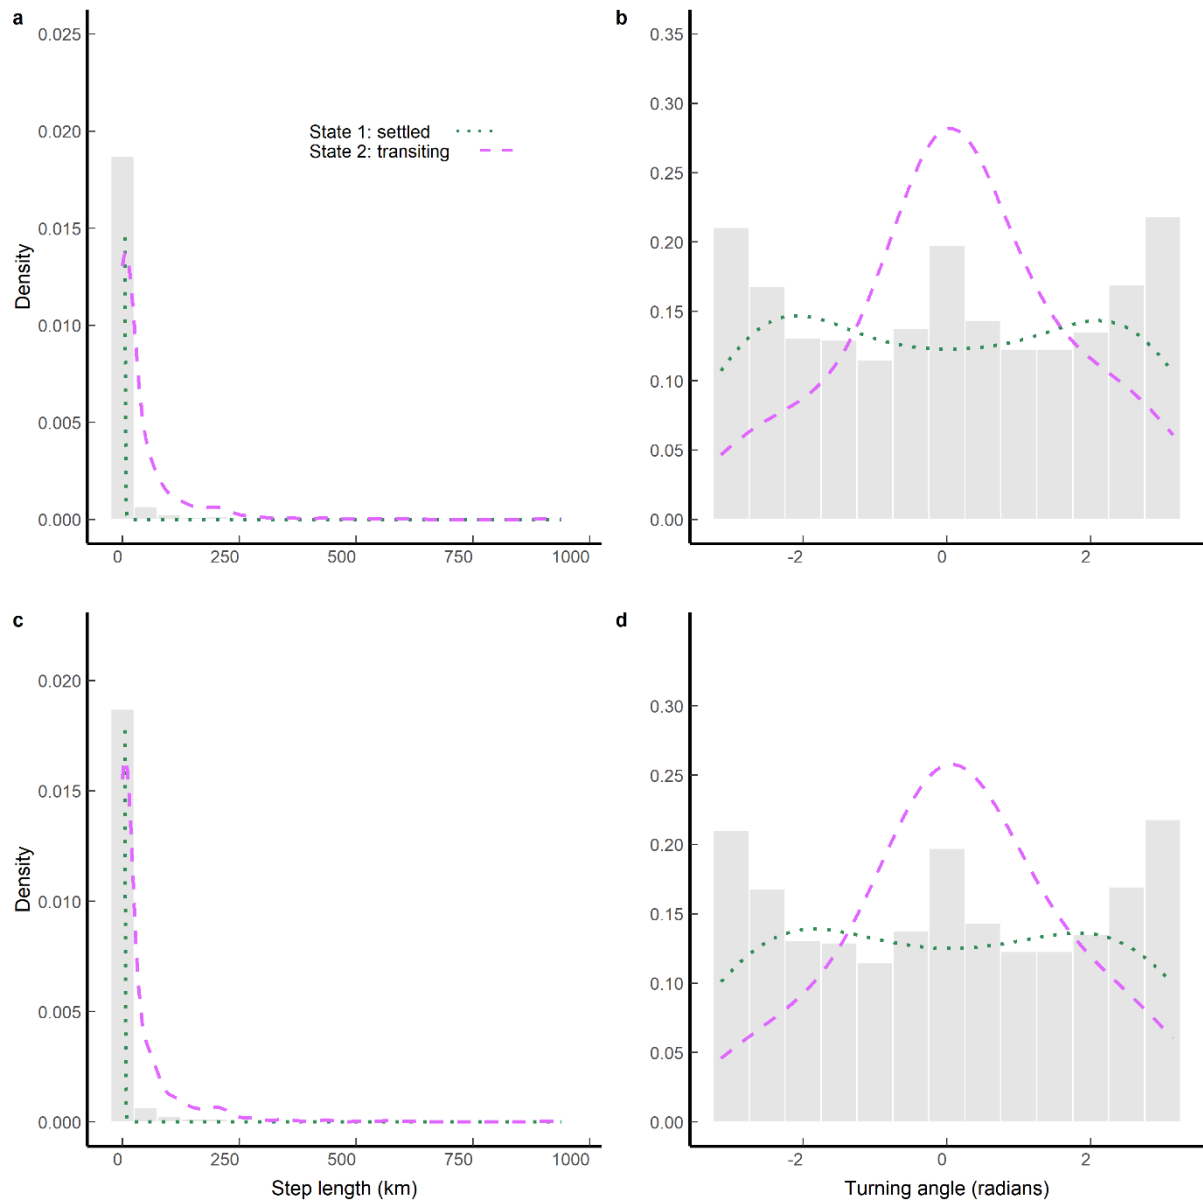 a
0.025
0.020
0.015
0.010
0.005
0.000
Density
State 1: settled
State 2: transiting
0 250 500 750 1000
b
0.35
0.30
0.25
0.20
0.15
0.10
0.05
0.00
-2 0 2
c
0.020
0.015
0.010
0.005
0.000
Density
0 250 500 750 1000
Step length (km)
d
0.30
0.25
0.20
0.15
0.10
0.05
0.00
-2 0 2
Turning angle (radians)